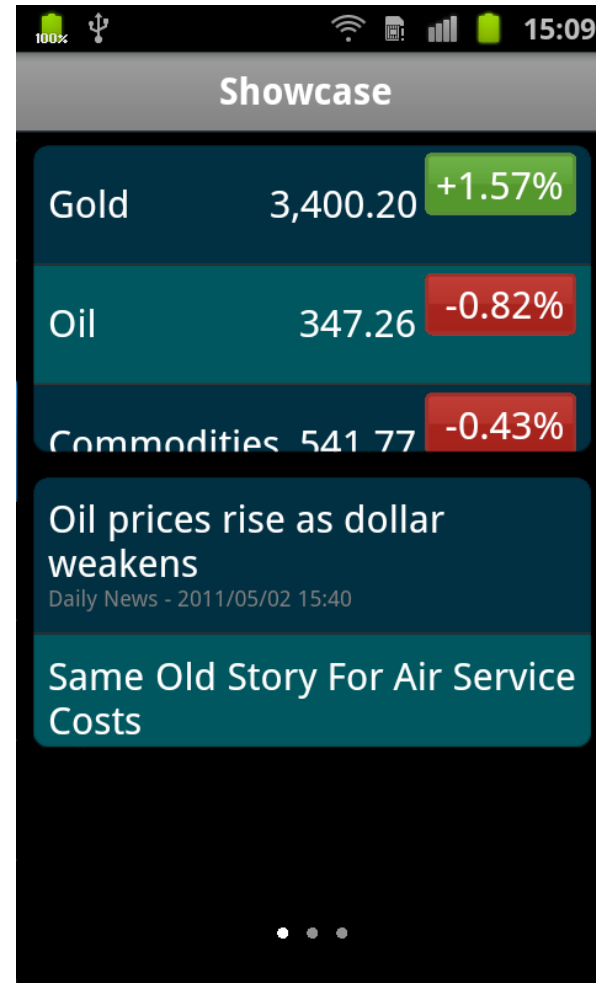 100%
15:09
Showcase
Gold 3,400.20 +1.57%
Oil 347.26 -0.82%
Commodities 541.77 -0.43%
Oil prices rise as dollar
weakens
Daily News - 2011/05/02 15:40
Same Old Story For Air Service
Costs